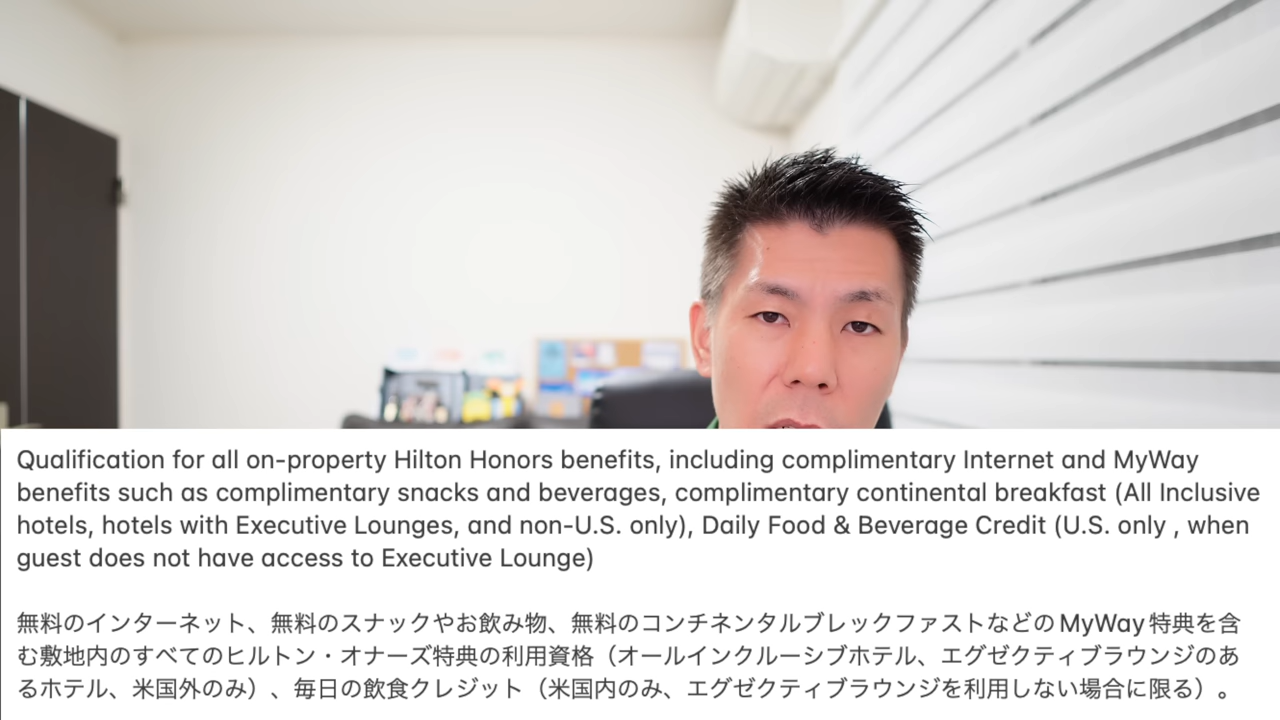 Qualification for all on-property Hilton Honors benefits, including complimentary Internet and MyWay
benefits such as complimentary snacks and beverages, complimentary continental breakfast (All Inclusive
hotels, hotels with Executive Lounges, and non-U.S. only), Daily Food & Beverage Credit (U.S. only , when
guest does not have access to Executive Lounge)
無料のインターネット、無料のスナックやお飲み物、無料のコンチネンタルブレックファストなどのMyWay特典を含
む敷地内のすべてのヒルトン・オナーズ特典の利用資格（オールインクルーシブホテル、エグゼクティブラウンジのあ
るホテル、米国外のみ）、毎日の飲食クレジット（米国内のみ、エグゼクティブラウンジを利用しない場合に限る）。